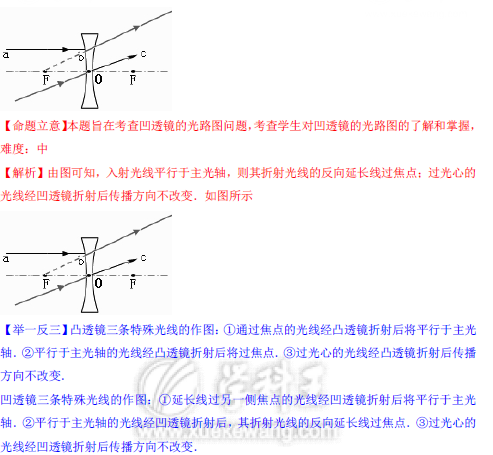 a
b
c
F
O
F
【命题立意】本题旨在考查凹透镜的光路图问题，考查学生对凹透镜的光路图的了解和掌握，
难度：中
【解析】由图可知，入射光线平行于主光轴，则其折射光线的反向延长线过焦点；过光心的
光线经凹透镜折射后传播方向不改变．如图所示
a
b
c
F
O
F
【举一反三】凸透镜三条特殊光线的作图：①通过焦点的光线经凸透镜折射后将平行于主光
轴．②平行于主光轴的光线经凸透镜折射后将过焦点．③过光心的光线经凸透镜折射后传播
方向不改变．
凹透镜三条特殊光线的作图：①延长线过另一侧焦点的光线经凹透镜折射后将平行于主光
轴．②平行于主光轴的光线经凹透镜折射后，其折射光线的反向延长线过焦点．③过光心的
光线经凹透镜折射后传播方向不改变．
学科王
www.xuekewang.com